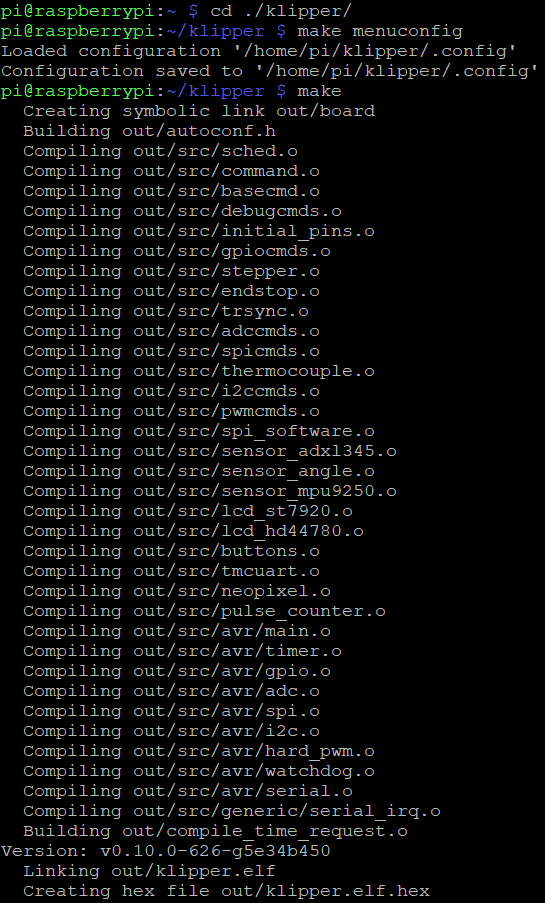 pi@raspberrypi:~ $ cd ./klipper/
pi@raspberrypi:~/klipper $ make menuconfig
Loaded configuration '/home/pi/klipper/.config'
Configuration saved to '/home/pi/klipper/.config'
pi@raspberrypi:~/klipper $ make
  Creating symbolic link out/board
  Building out/autoconf.h
  Compiling out/src/sched.o
  Compiling out/src/command.o
  Compiling out/src/basecmd.o
  Compiling out/src/debugcmds.o
  Compiling out/src/initial_pins.o
  Compiling out/src/gpiocmds.o
  Compiling out/src/stepper.o
  Compiling out/src/endstop.o
  Compiling out/src/trsync.o
  Compiling out/src/adccmds.o
  Compiling out/src/spicmds.o
  Compiling out/src/thermocouple.o
  Compiling out/src/i2ccmds.o
  Compiling out/src/pwmcmds.o
  Compiling out/src/spi_software.o
  Compiling out/src/sensor_adxl345.o
  Compiling out/src/sensor_angle.o
  Compiling out/src/sensor_mpu9250.o
  Compiling out/src/lcd_st7920.o
  Compiling out/src/lcd_hd44780.o
  Compiling out/src/buttons.o
  Compiling out/src/tmcuart.o
  Compiling out/src/neopixel.o
  Compiling out/src/pulse_counter.o
  Compiling out/src/avr/main.o
  Compiling out/src/avr/timer.o
  Compiling out/src/avr/gpio.o
  Compiling out/src/avr/adc.o
  Compiling out/src/avr/spi.o
  Compiling out/src/avr/i2c.o
  Compiling out/src/avr/hard_pwm.o
  Compiling out/src/avr/watchdog.o
  Compiling out/src/avr/serial.o
  Compiling out/src/generic/serial_irq.o
  Building out/compile_time_request.o
Version: v0.10.0-626-g5e34b450
  Linking out/klipper.elf
  Creating hex file out/klipper.elf.hex